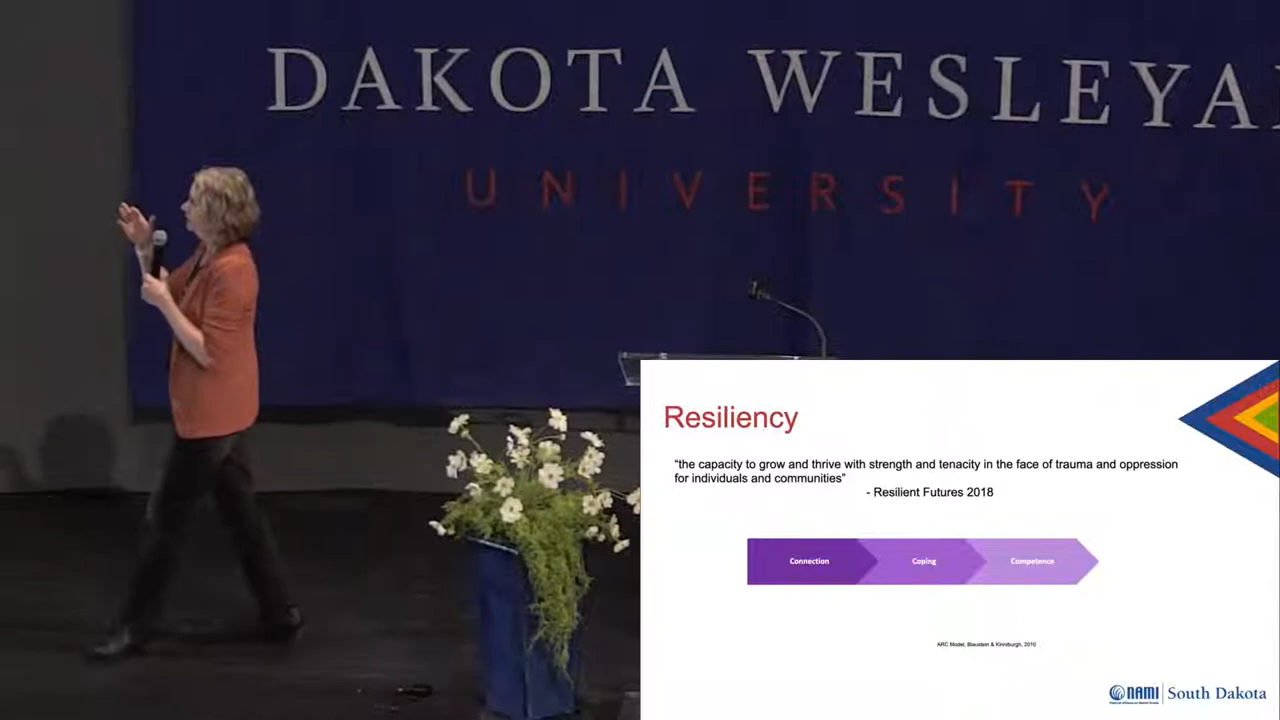 DAKOTA WESLEYA
UNIVERSITY
Resiliency
“the capacity to grow and thrive with strength and tenacity in the face of trauma and oppression
for individuals and communities”
- Resilient Futures 2018
Connection
Coping
Competence
ARC Model, Blaustein & Kinniburgh, 2010
NAMI
South Dakota